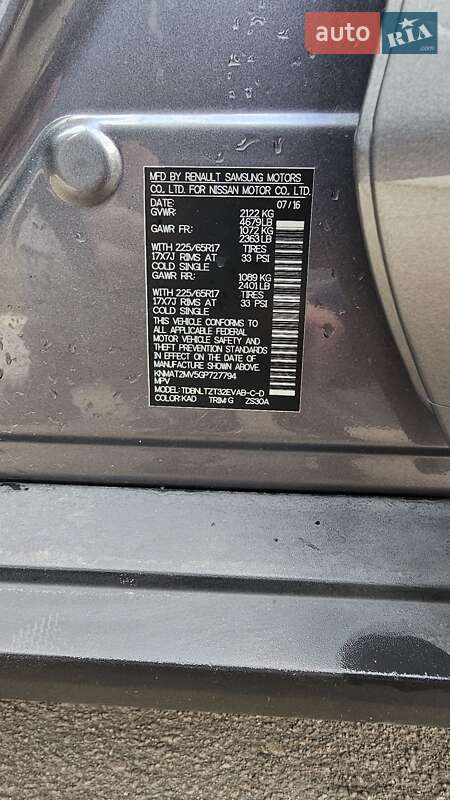 auto RIA
.com
MFD BY RENAULT SAMSUNG MOTORS
CO., LTD. FOR NISSAN MOTOR CO., LTD.
DATE: 07/16
GVWR: 2122 KG
4679 LB
GAWR FR: 1072 KG
2363 LB
WITH 225/65R17 TIRES
17X7J RIMS AT 33 PSI
COLD SINGLE
1089 KG
2401 LB
WITH 225/65R17 TIRES
17X7J RIMS AT 33 PSI
COLD SINGLE
THIS VEHICLE CONFORMS TO
ALL APPLICABLE FEDERAL
MOTOR VEHICLE SAFETY AND
THEFT PREVENTION STANDARDS
IN EFFECT ON THE DATE OF
MANUFACTURE SHOWN ABOVE.
KNMAT2MV5GP727794
MPV
MODEL: TDBNLTZT32EVAB-C-D
COLOR:KAD TRIM:G ZS30A